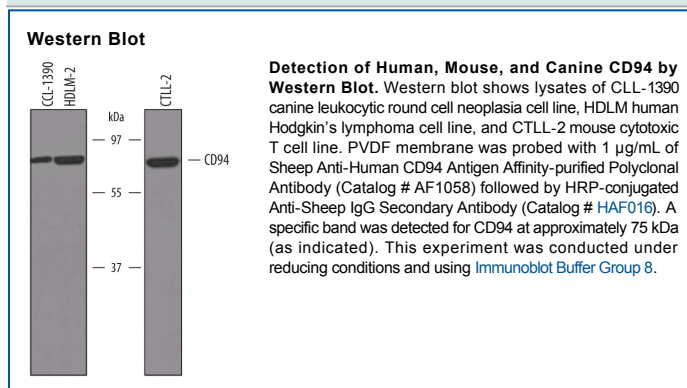 Western Blot
CCL-1390
HDLM-2
CTLL-2
kDa
97
CD94
55
37
Detection of Human, Mouse, and Canine CD94 by
Western Blot. Western blot shows lysates of CLL-1390
canine leukocytic round cell neoplasia cell line, HDLM human
Hodgkin's lymphoma cell line, and CTLL-2 mouse cytotoxic
T cell line. PVDF membrane was probed with 1 µg/mL of
Sheep Anti-Human CD94 Antigen Affinity-purified Polyclonal
Antibody (Catalog # AF1058) followed by HRP-conjugated
Anti-Sheep IgG Secondary Antibody (Catalog # HAF016). A
specific band was detected for CD94 at approximately 75 kDa
(as indicated). This experiment was conducted under
reducing conditions and using Immunoblot Buffer Group 8.